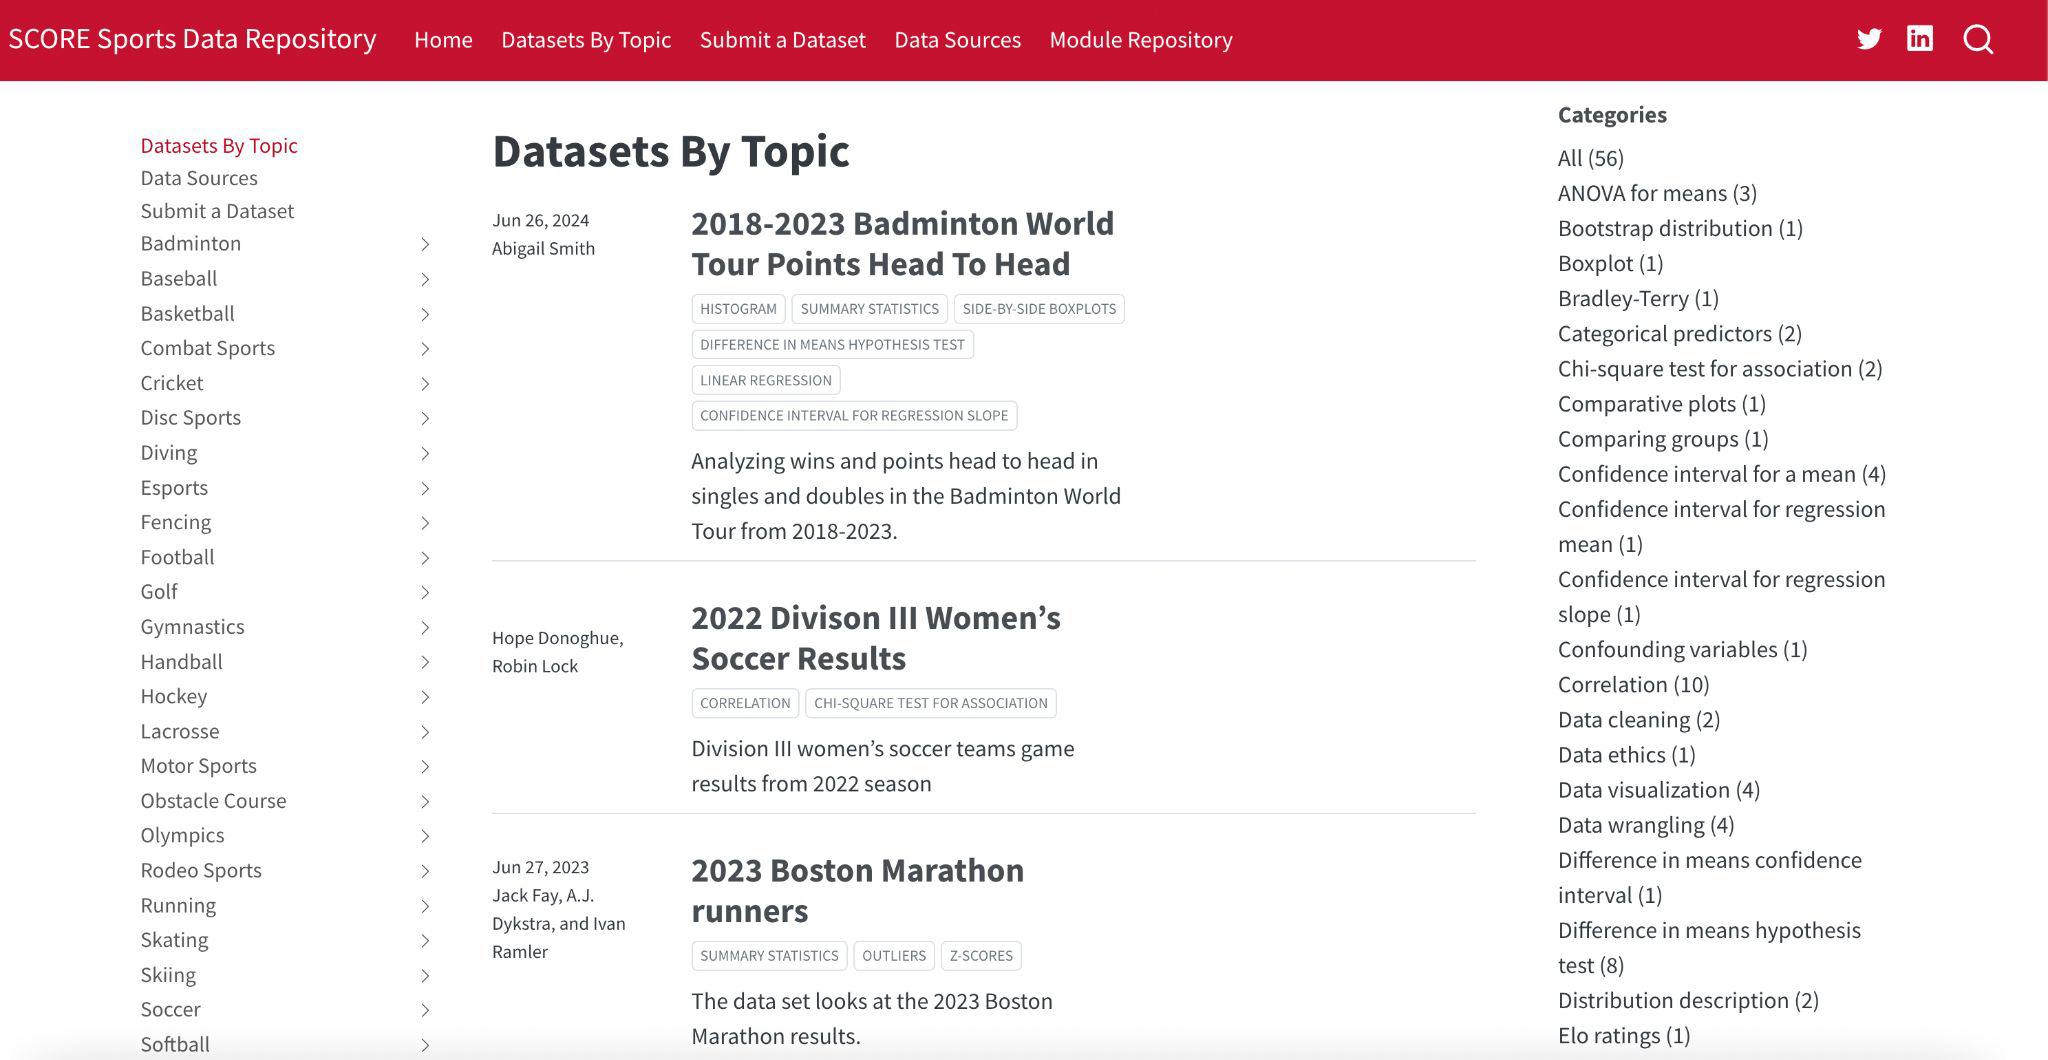 SCORE Sports Data Repository Home Datasets By Topic Submit a Dataset Data Sources Module Repository
Datasets By Topic
Data Sources
Submit a Dataset
Badminton
Baseball
Basketball
Combat Sports
Cricket
Disc Sports
Diving
Esports
Fencing
Football
Golf
Gymnastics
Handball
Hockey
Lacrosse
Motor Sports
Obstacle Course
Olympics
Rodeo Sports
Running
Skating
Skiing
Soccer
Softball
Datasets By Topic
Jun 26, 2024
Abigail Smith
2018-2023 Badminton World
Tour Points Head To Head
HISTOGRAM SUMMARY STATISTICS SIDE-BY-SIDE BOXPLOTS
DIFFERENCE IN MEANS HYPOTHESIS TEST
LINEAR REGRESSION
CONFIDENCE INTERVAL FOR REGRESSION SLOPE
Analyzing wins and points head to head in
singles and doubles in the Badminton World
Tour from 2018-2023.
Hope Donoghue,
Robin Lock
2022 Divison III Women’s
Soccer Results
CORRELATION CHI-SQUARE TEST FOR ASSOCIATION
Division III women’s soccer teams game
results from 2022 season
Jun 27, 2023
Jack Fay, A.J.
Dykstra, and Ivan
Ramler
2023 Boston Marathon
runners
SUMMARY STATISTICS OUTLIERS Z-SCORES
The data set looks at the 2023 Boston
Marathon results.
Categories
All (56)
ANOVA for means (3)
Bootstrap distribution (1)
Boxplot (1)
Bradley-Terry (1)
Categorical predictors (2)
Chi-square test for association (2)
Comparative plots (1)
Comparing groups (1)
Confidence interval for a mean (4)
Confidence interval for regression
mean (1)
Confidence interval for regression
slope (1)
Confounding variables (1)
Correlation (10)
Data cleaning (2)
Data ethics (1)
Data visualization (4)
Data wrangling (4)
Difference in means confidence
interval (1)
Difference in means hypothesis
test (8)
Distribution description (2)
Elo ratings (1)